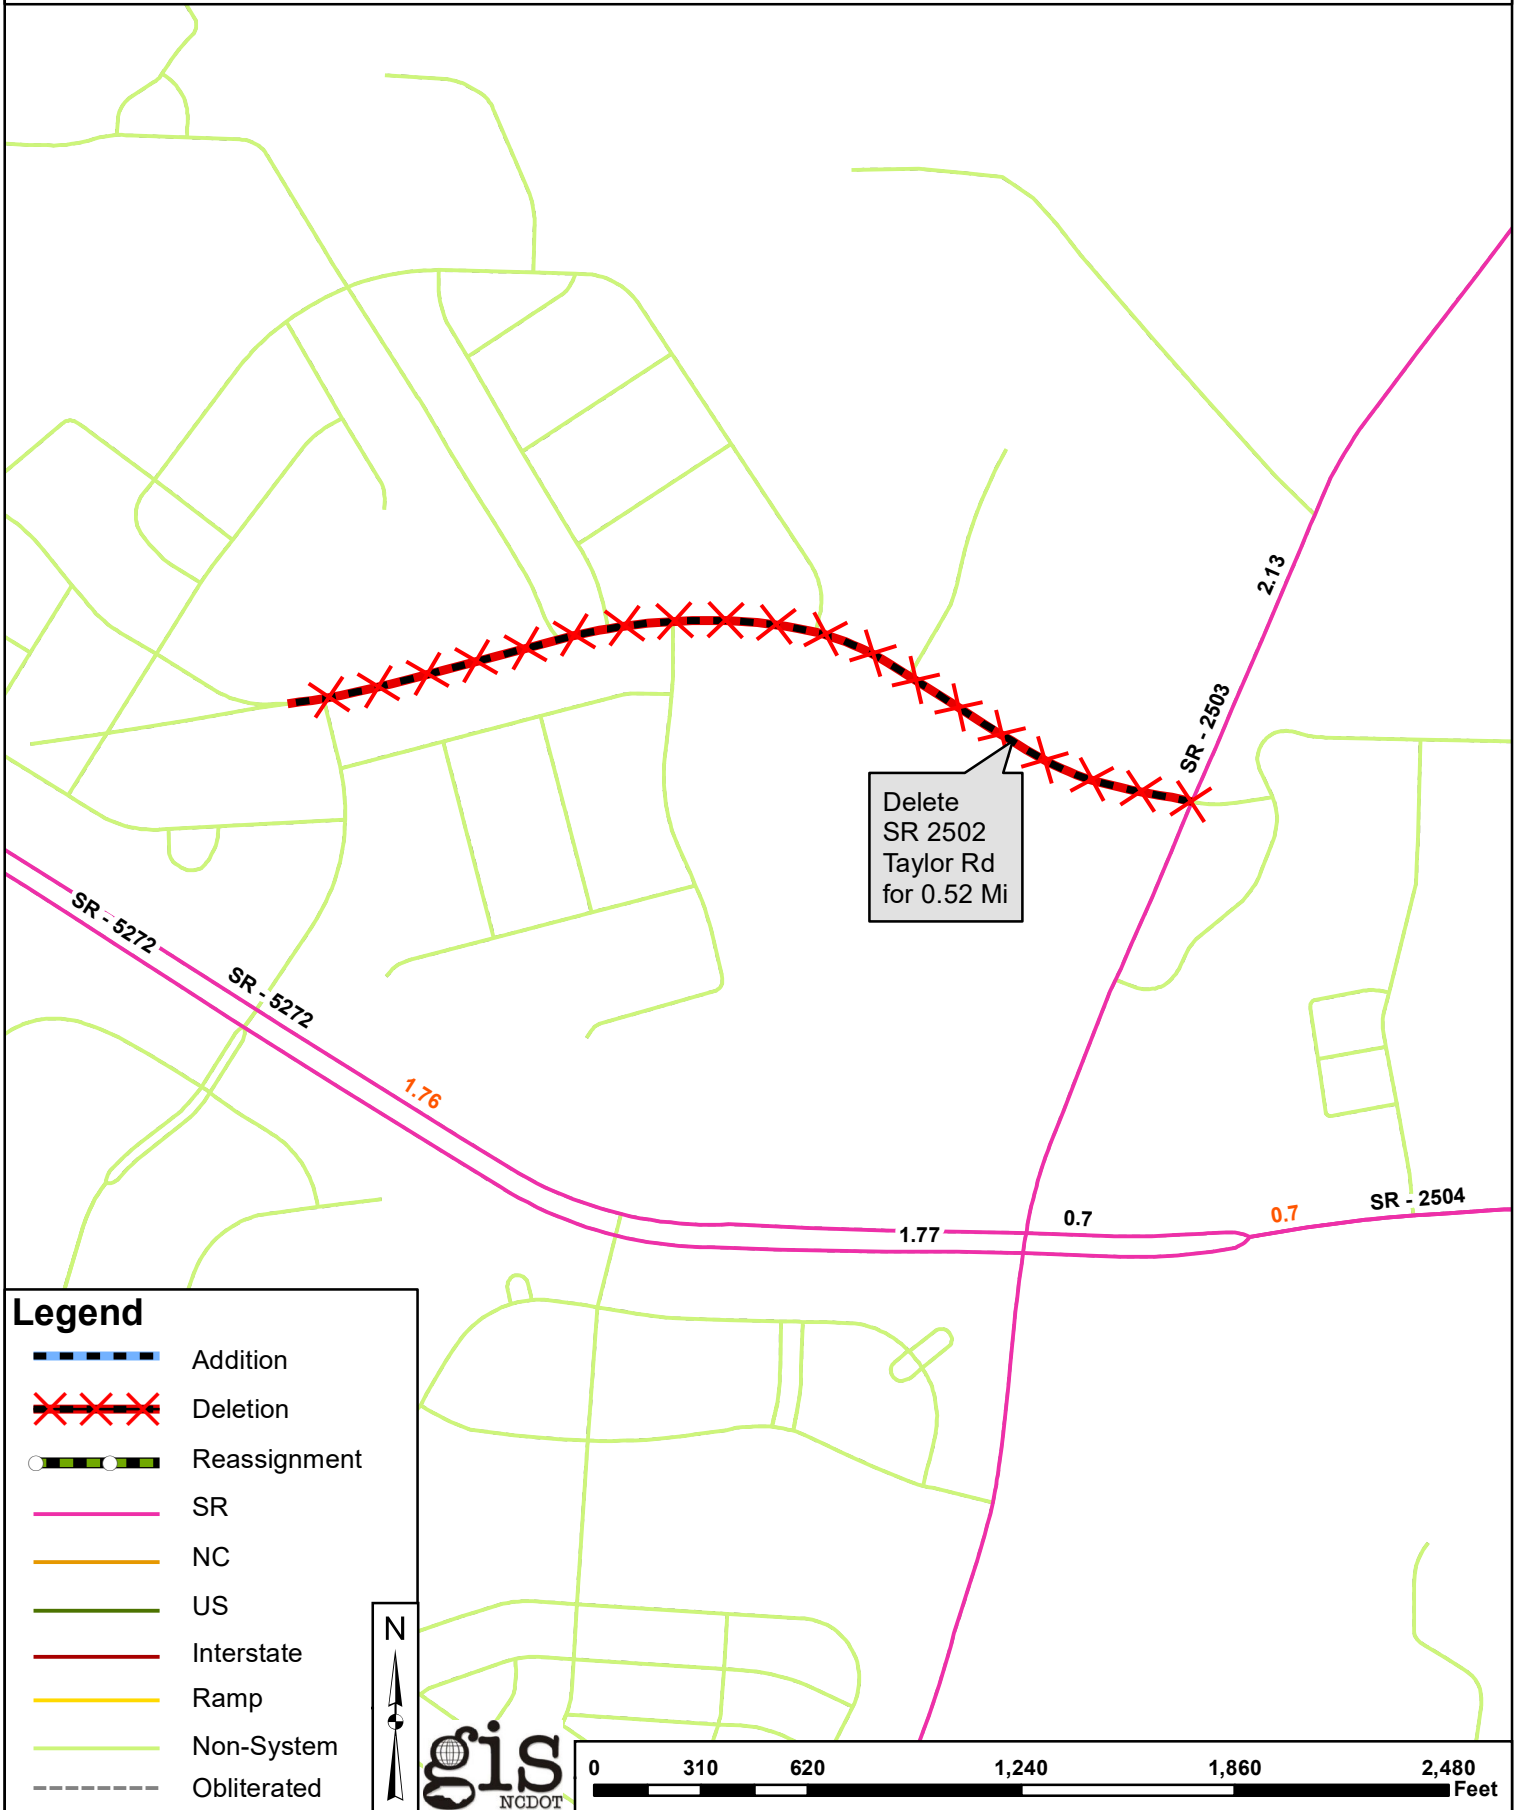 2.13
SR - 2503
Delete
SR 2502
Taylor Rd
for 0.52 Mi
SR - 5272
SR - 5272
1.76
1.77
0.7
0.7
SR - 2504
Legend
Addition
Deletion
Reassignment
SR
NC
US
Interstate
Ramp
Non-System
Obliterated
N
gis
NCDOT
0 310 620 1,240 1,860 2,480
Feet